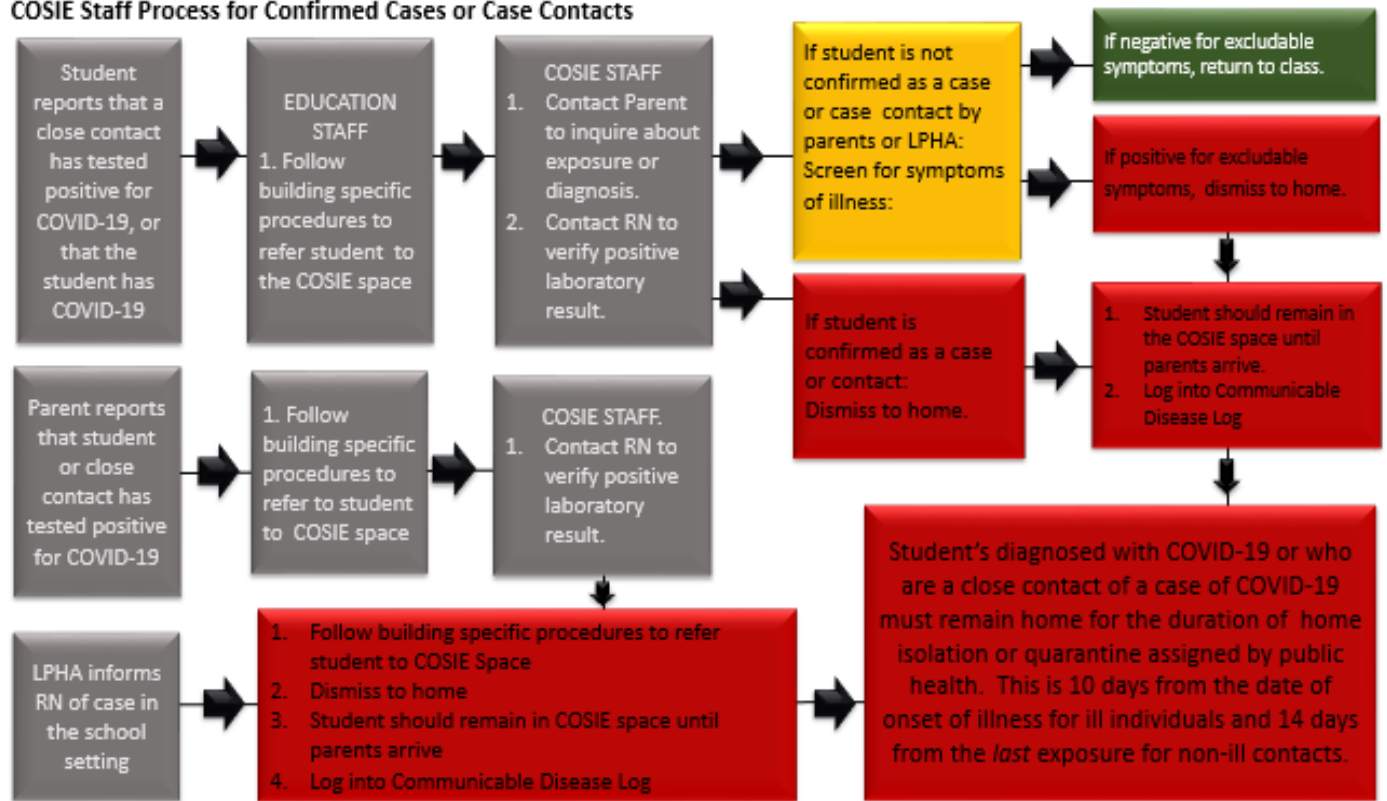 COSIE Staff Process for Confirmed Cases or Case Contacts
Student
reports that a
close contact
has tested
positive for
COVID-19, or
that the
student has
COVID-19
EDUCATION
STAFF
1. Follow
building specific
procedures to
refer student to
the COSIE space
COSIE STAFF
1. Contact Parent
to inquire about
exposure or
diagnosis.
2. Contact RN to
verify positive
laboratory
result.
If student is not
confirmed as a case
or case contact by
parents or LPHA:
Screen for symptoms
of illness:
If negative for excludable
symptoms, return to class.
If positive for excludable
symptoms, dismiss to home.
If student is
confirmed as a case
or contact:
Dismiss to home.
1. Student should remain in
the COSIE space until
parents arrive.
2. Log into Communicable
Disease Log
Parent reports
that student
or close
contact has
tested positive
for COVID-19
1. Follow
building specific
procedures to
refer to student
to COSIE space
COSIE STAFF.
1. Contact RN to
verify positive
laboratory
result.
LPHA informs
RN of case in
the school
setting
1. Follow building specific procedures to refer
student to COSIE Space
2. Dismiss to home
3. Student should remain in COSIE space until
parents arrive
4. Log into Communicable Disease Log
Student's diagnosed with COVID-19 or who
are a close contact of a case of COVID-19
must remain home for the duration of home
isolation or quarantine assigned by public
health. This is 10 days from the date of
onset of illness for ill individuals and 14 days
from the last exposure for non-ill contacts.